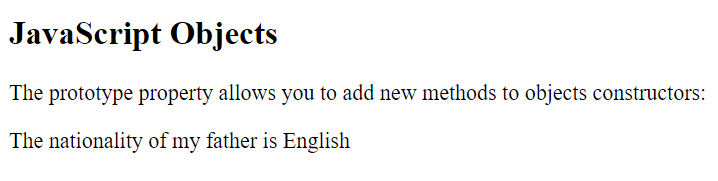 JavaScript Objects
The prototype property allows you to add new methods to objects constructors:
The nationality of my father is English